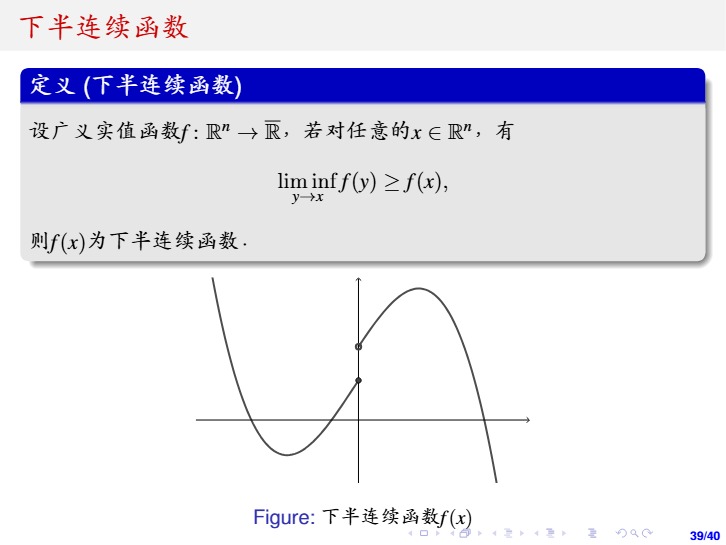 下半连续函数
定义 (下半连续函数)
设广义实值函数f : ℝⁿ → ℝ̅，若对任意的x ∈ ℝⁿ，有
lim inf f(y) ≥ f(x),
y→x
则f(x)为下半连续函数.
Figure: 下半连续函数f(x)
39/40